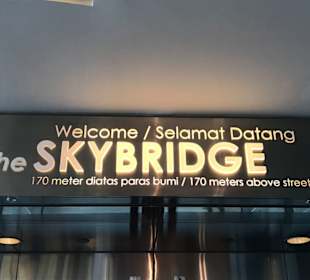 Welcome / Selamat Datang
he SKYBRIDGE
170 meter diatas paras bumi / 170 meters above street